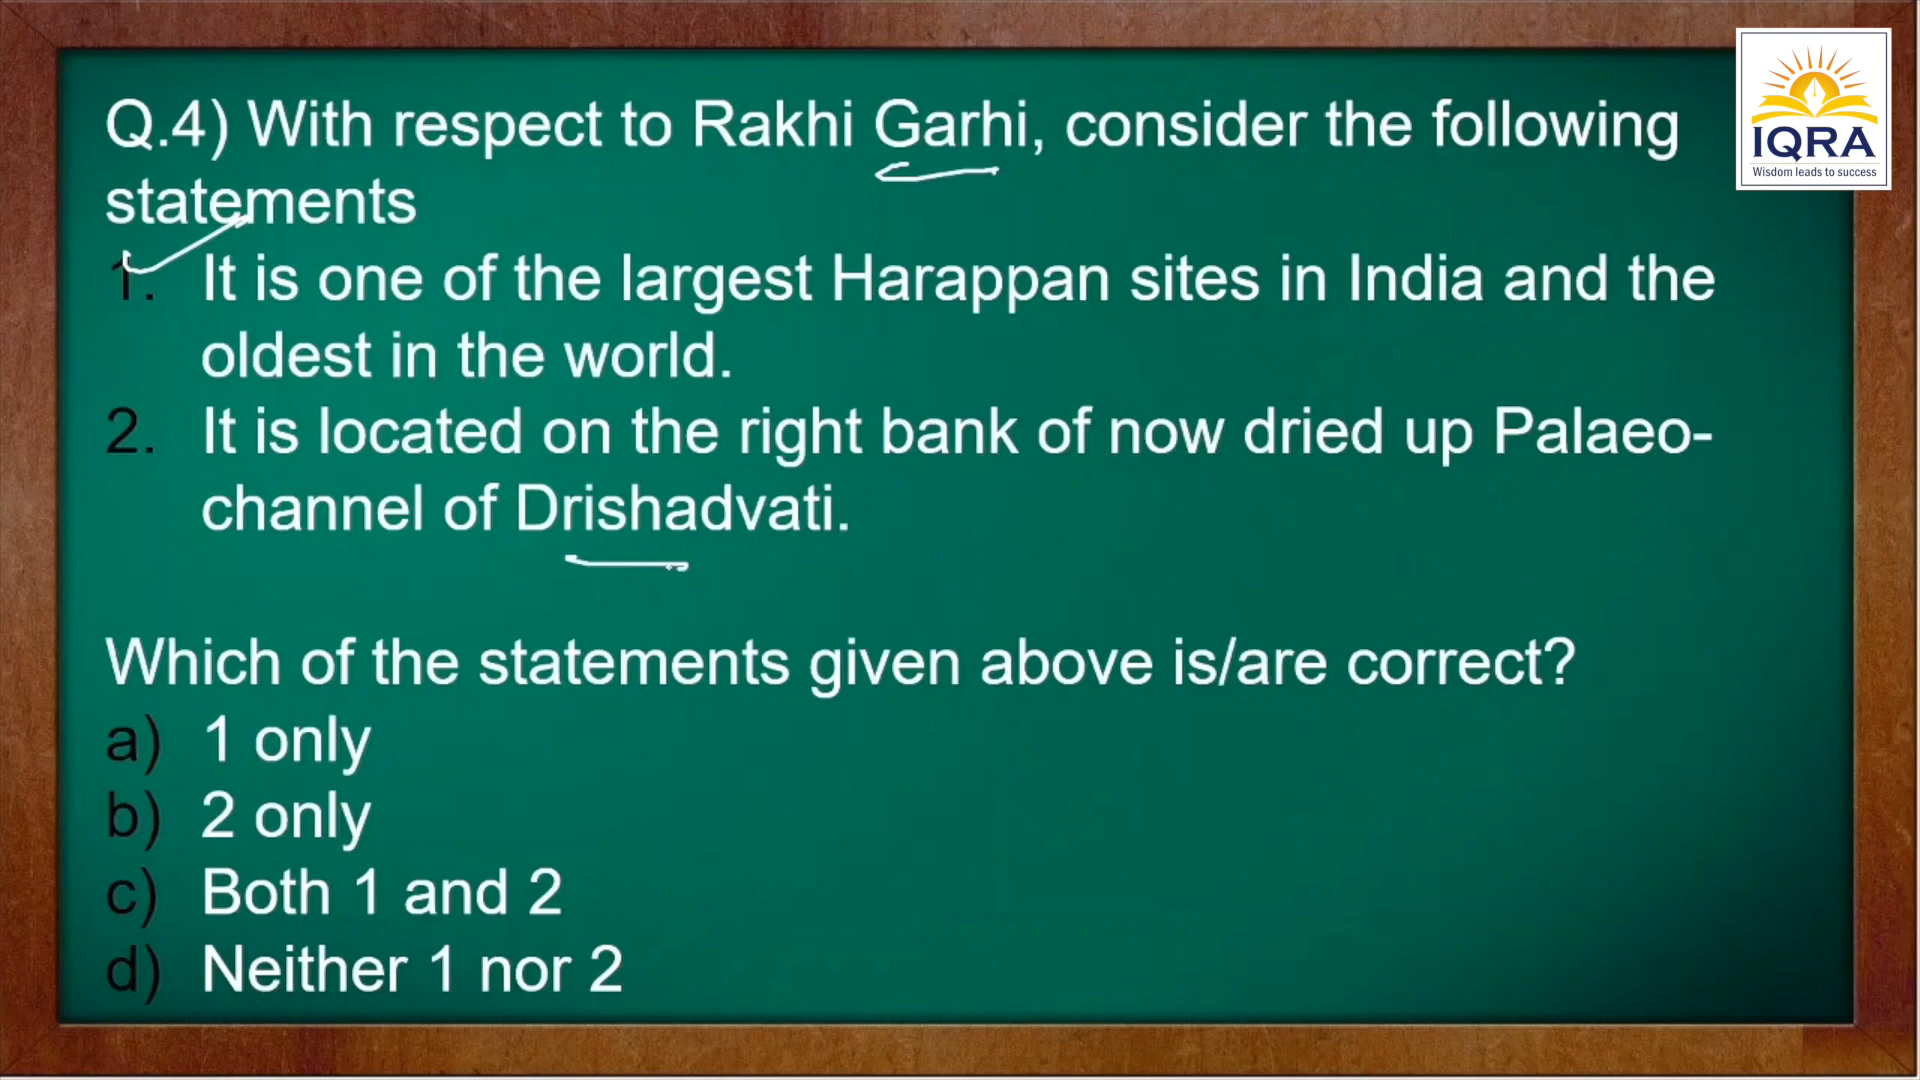 Q.4) With respect to Rakhi Garhi, consider the following
statements
1. It is one of the largest Harappan sites in India and the
oldest in the world.
2. It is located on the right bank of now dried up Palaeo-
channel of Drishadvati.
Which of the statements given above is/are correct?
a) 1 only
b) 2 only
c) Both 1 and 2
d) Neither 1 nor 2
IQRA
Wisdom leads to success